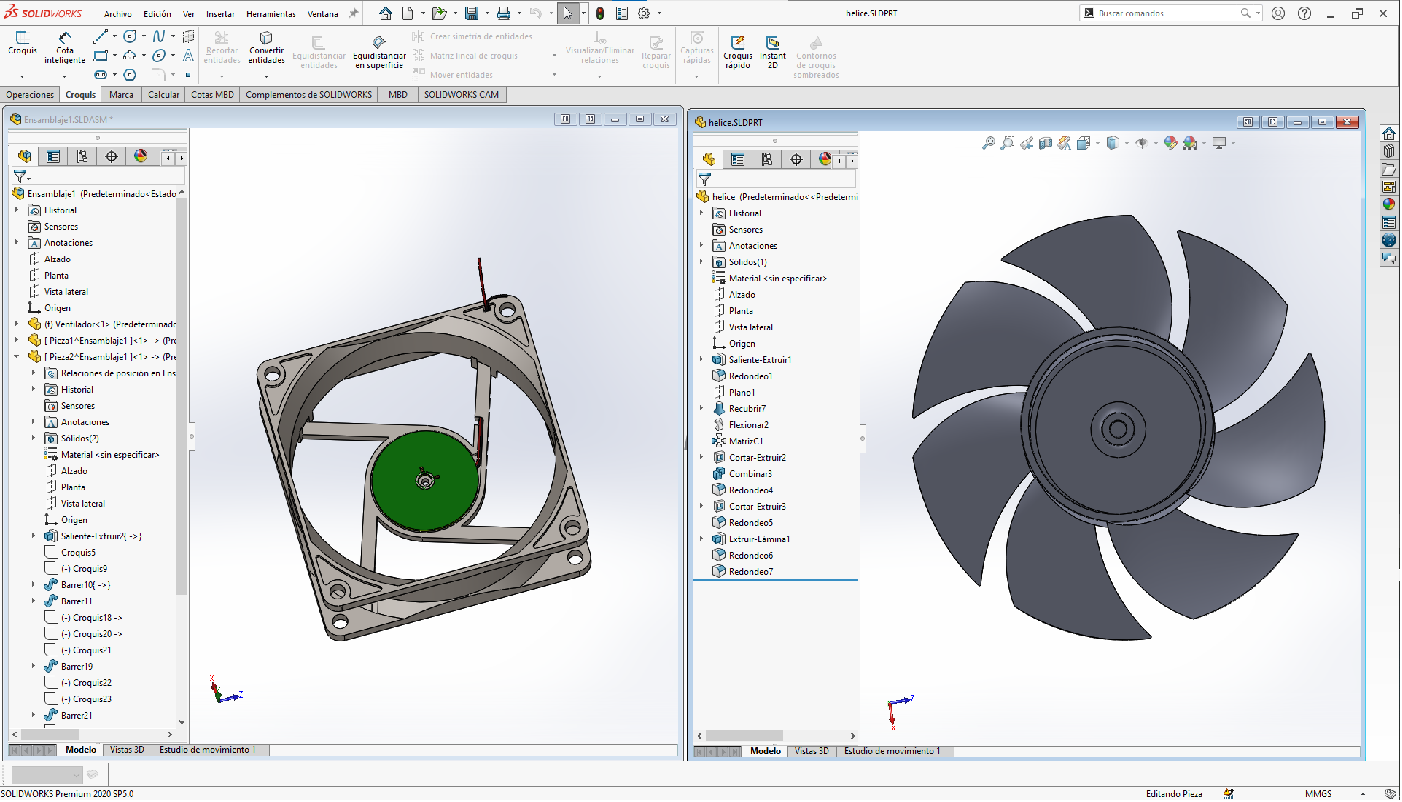 SOLIDWORKS
Archivo Edición Ver Insertar Herramientas Ventana
helice.SLDPRT
Buscar comandos
Croquis
Cota inteligente
Recortar entidades
Convertir entidades
Equidistanciar entidades
Equidistanciar en superficie
Crear simetría de entidades
Matriz lineal de croquis
Mover entidades
Visualizar/Eliminar relaciones
Reparar croquis
Capturas rápidas
Croquis rápido
Instant 2D
Contornos de croquis sombreados
Operaciones Croquis Marca Calcular Cotas MBD Complementos de SOLIDWORKS MBD SOLIDWORKS CAM
Ensamblaje1.SLDASM *
Ensamblaje1 (Predeterminado<Estado
Historial
Sensores
Anotaciones
Alzado
Planta
Vista lateral
Origen
(f) Ventilador<1> (Predeterminado
[ Pieza1^Ensamblaje1 ]<1> -> (Pre
[ Pieza2^Ensamblaje1 ]<1> -> (Pre
Relaciones de posición en Ens
Historial
Sensores
Anotaciones
Sólidos(2)
Material <sin especificar>
Alzado
Planta
Vista lateral
Origen
Saliente-Extruir2{ ->}
Croquis5
(-) Croquis9
Barrer10{ ->}
Barrer11
(-) Croquis18 ->
(-) Croquis20 ->
(-) Croquis21
Barrer19
(-) Croquis22
(-) Croquis23
Barrer21
X
Z
Modelo Vistas 3D Estudio de movimiento 1
helice.SLDPRT
helice (Predeterminado<<Predetermi
Historial
Sensores
Anotaciones
Sólidos(1)
Material <sin especificar>
Alzado
Planta
Vista lateral
Origen
Saliente-Extruir1
Redondeo1
Plano1
Recubrir7
Flexionar2
MatrizC1
Cortar-Extruir2
Combinar3
Redondeo4
Cortar-Extruir3
Redondeo5
Extruir-Lámina1
Redondeo6
Redondeo7
Z
X
Modelo Vistas 3D Estudio de movimiento 1
SOLIDWORKS Premium 2020 SP5.0
Editando Pieza
MMGS